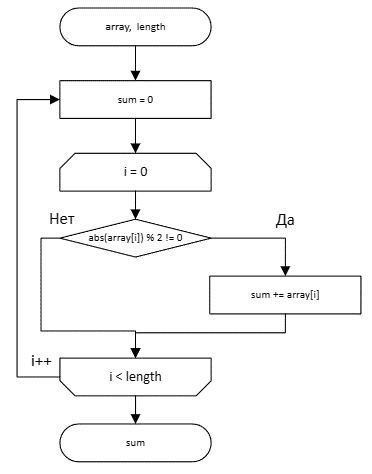 array, length
sum = 0
i = 0
Нет
Да
abs(array[i]) % 2 != 0
sum += array[i]
i++
i < length
sum